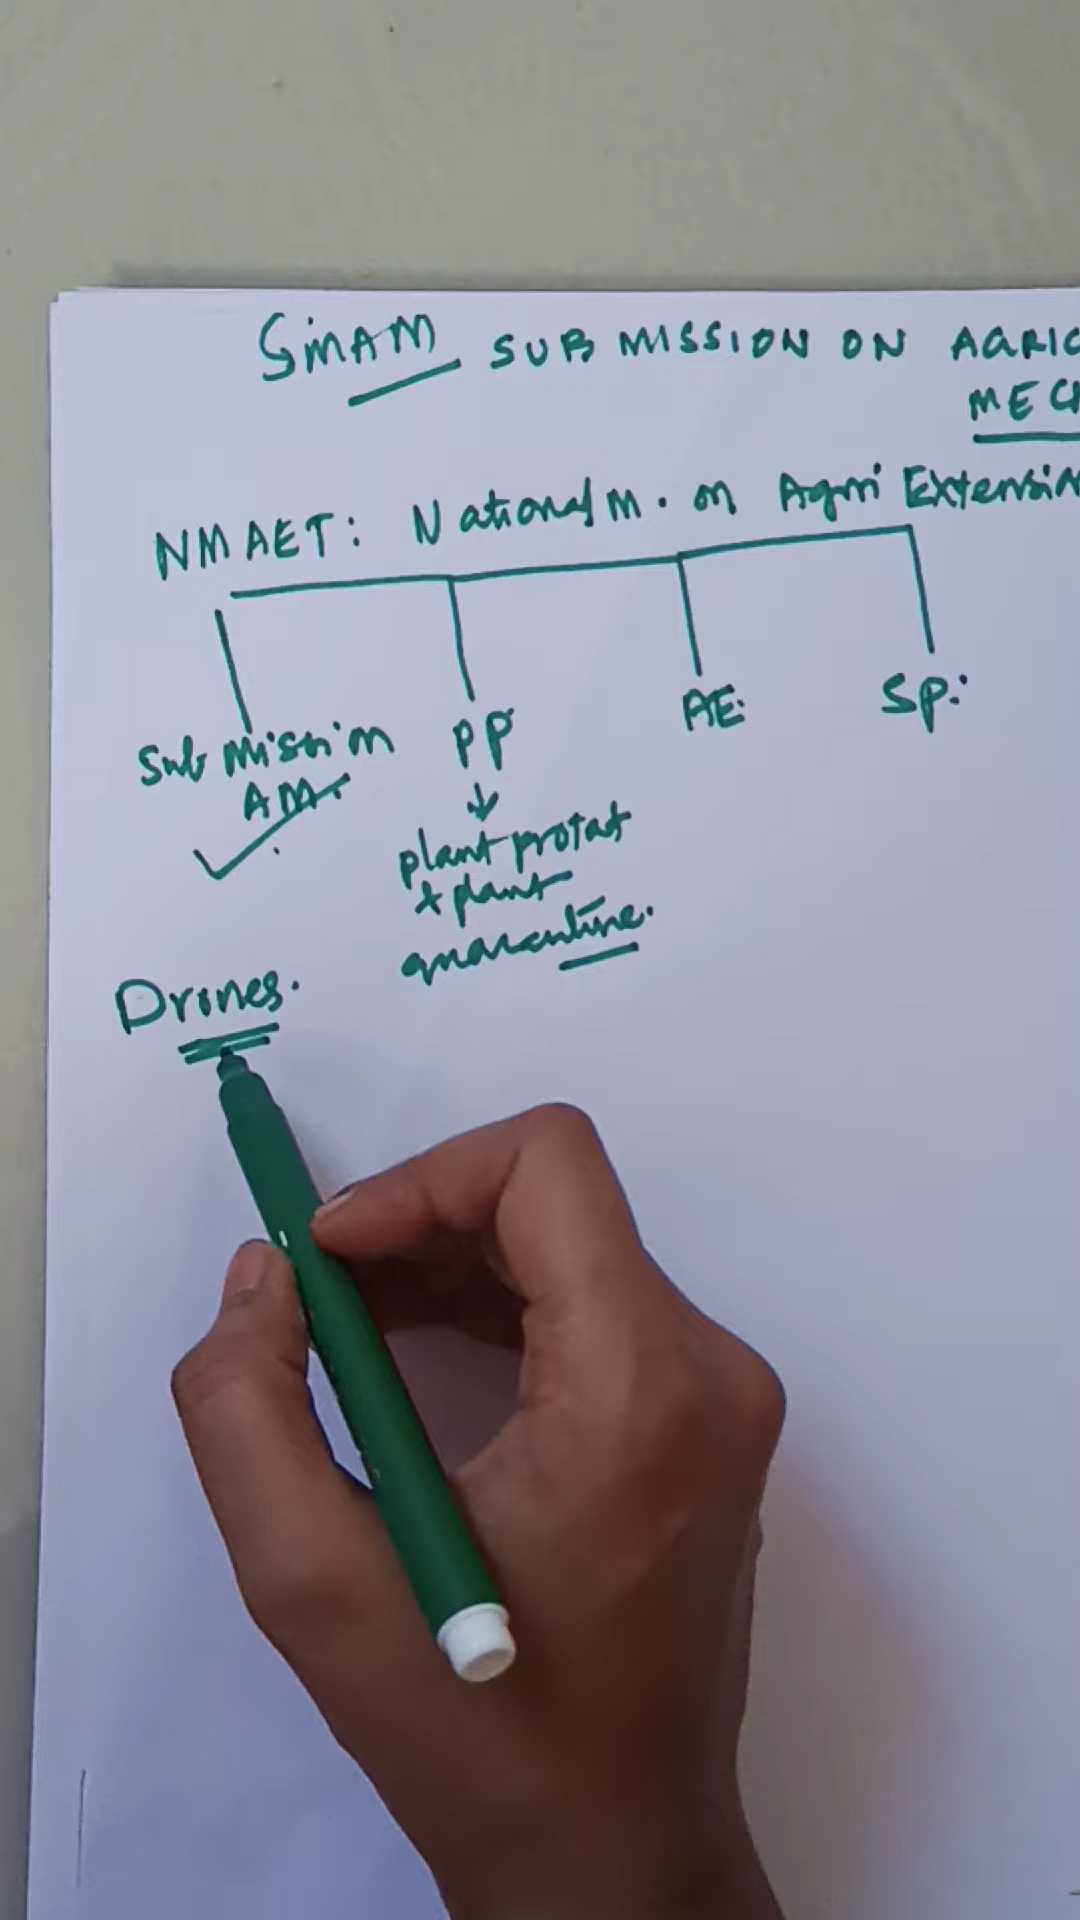 SMAM SUB MISSION ON AGRIC
MECH
NMAET: National M. on Agri Extension
Sub Mission
AM.
PP
plant protat
+ plant
quarantine.
AE:
SP:
Drones.